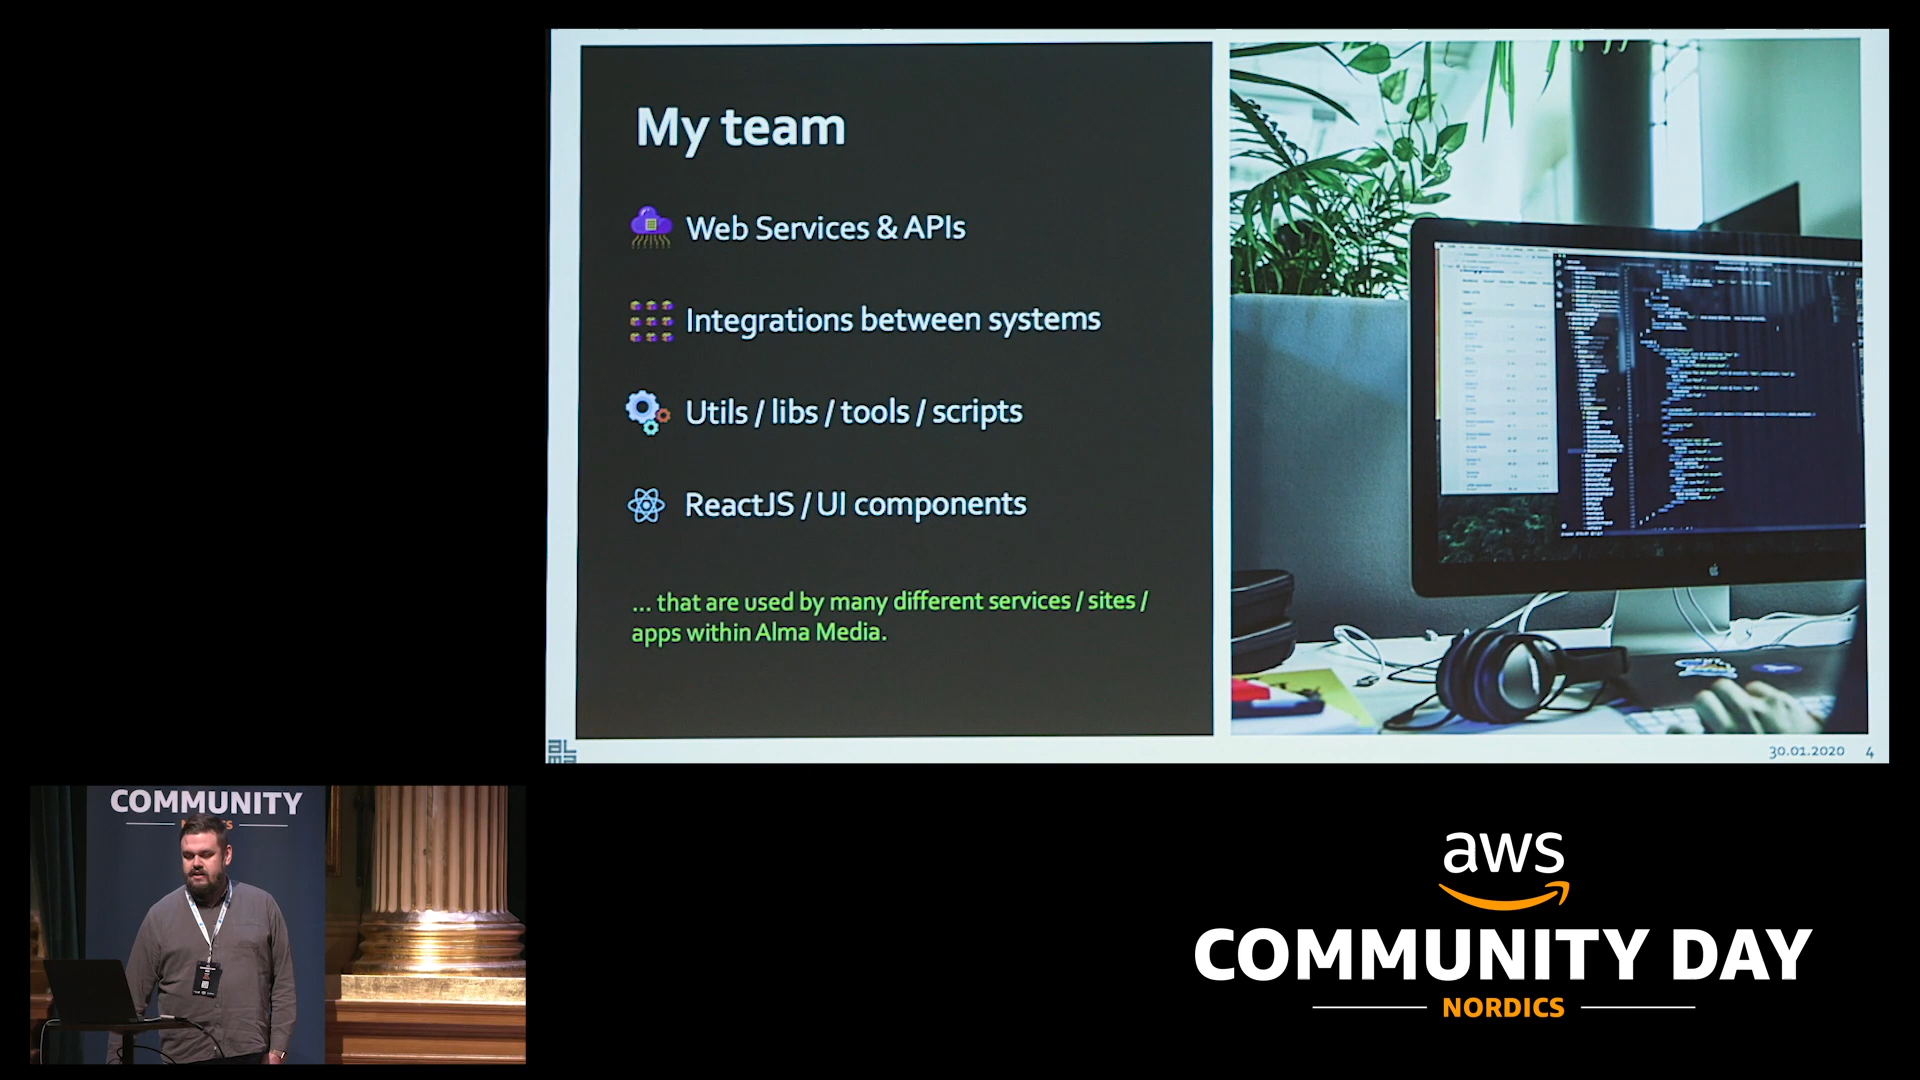 My team
Web Services & APIs
Integrations between systems
Utils / libs / tools / scripts
ReactJS / UI components
... that are used by many different services / sites /
apps within Alma Media.
30.01.2020 4
COMMUNITY
aws
COMMUNITY DAY
NORDICS